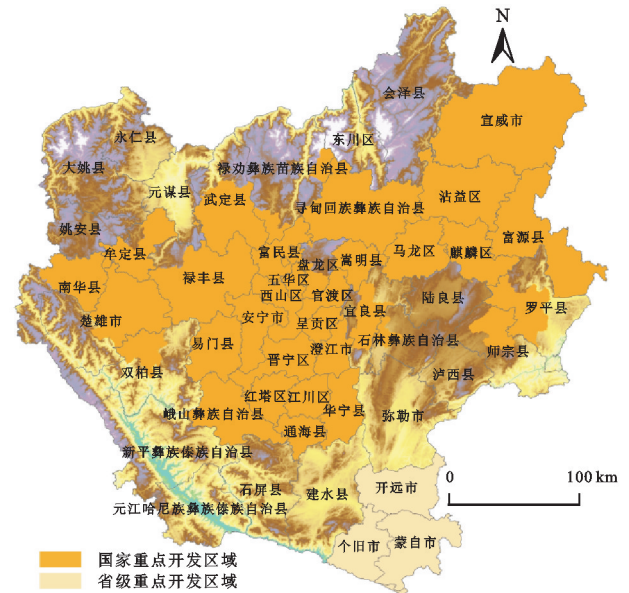 N
会泽县
宣威市
永仁县
东川区
大姚县
禄劝彝族苗族自治县
元谋县
武定县
寻甸回族彝族自治县
沾益区
姚安县
牟定县
富民县
盘龙区
嵩明县
马龙区
麒麟区
富源县
南华县
禄丰县
五华区
西山区
官渡区
宜良县
陆良县
罗平县
楚雄市
安宁市
呈贡区
易门县
澄江市
石林彝族自治县
师宗县
晋宁区
双柏县
泸西县
红塔区
江川区
华宁县
峨山彝族自治县
弥勒市
通海县
新平彝族傣族自治县
石屏县
建水县
开远市
0
100 km
元江哈尼族彝族傣族自治县
个旧市
蒙自市
国家重点开发区域
省级重点开发区域